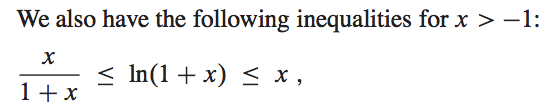 We also have the following inequalities for x > −1:
x/(1 + x) ≤ ln(1 + x) ≤ x ,